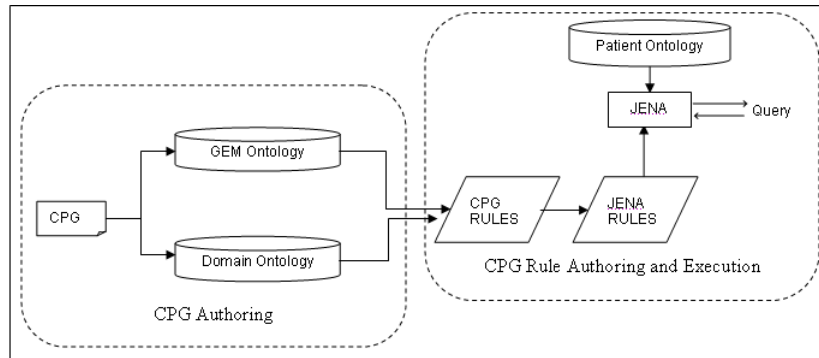 Patient Ontology
JENA
Query
GEM Ontology
CPG
CPG
RULES
JENA
RULES
Domain Ontology
CPG Rule Authoring and Execution
CPG Authoring